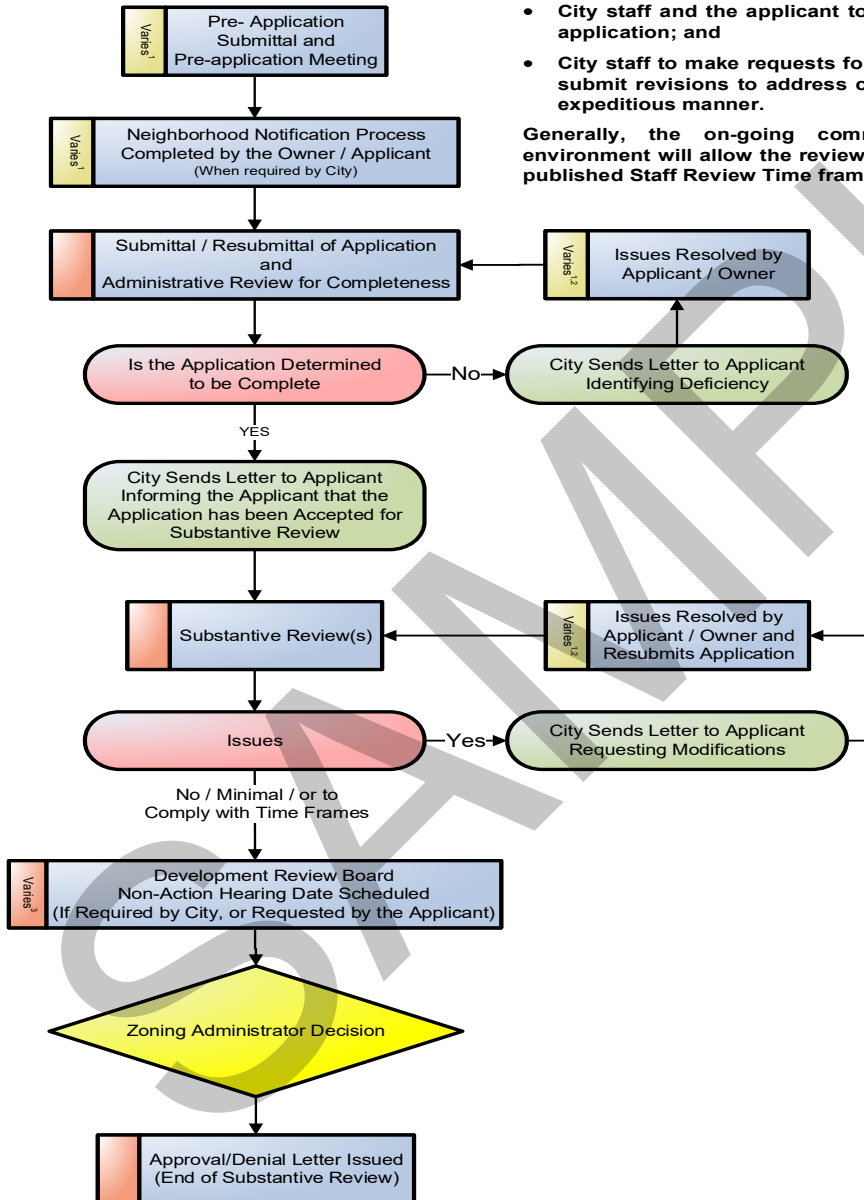 Varies1
Pre- Application
Submittal and
Pre-application Meeting
• City staff and the applicant to
application; and
• City staff to make requests fo
submit revisions to address o
expeditious manner.
Generally, the on-going comm
environment will allow the review
published Staff Review Time fram
Varies1
Neighborhood Notification Process
Completed by the Owner / Applicant
(When required by City)
Submittal / Resubmittal of Application
and
Administrative Review for Completeness
Varies1,2
Issues Resolved by
Applicant / Owner
Is the Application Determined
to be Complete
No
City Sends Letter to Applicant
Identifying Deficiency
YES
City Sends Letter to Applicant
Informing the Applicant that the
Application has been Accepted for
Substantive Review
Substantive Review(s)
Varies1,2
Issues Resolved by
Applicant / Owner and
Resubmits Application
Issues
Yes
City Sends Letter to Applicant
Requesting Modifications
No / Minimal / or to
Comply with Time Frames
Varies3
Development Review Board
Non-Action Hearing Date Scheduled
(If Required by City, or Requested by the Applicant)
Zoning Administrator Decision
Approval/Denial Letter Issued
(End of Substantive Review)
SAMPL